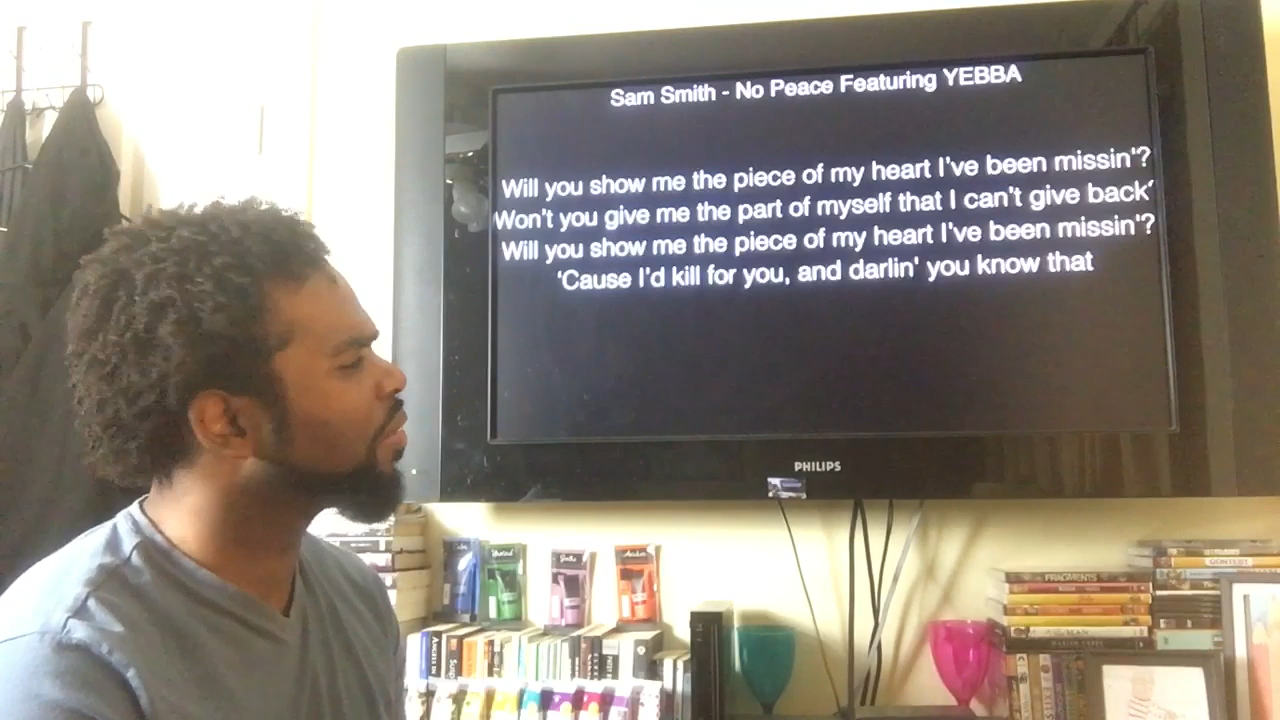 Sam Smith - No Peace Featuring YEBBA
Will you show me the piece of my heart I've been missin'?
Won't you give me the part of myself that I can't give back'
Will you show me the piece of my heart I've been missin'?
'Cause I'd kill for you, and darlin' you know that
PHILIPS
FRAGMENTS